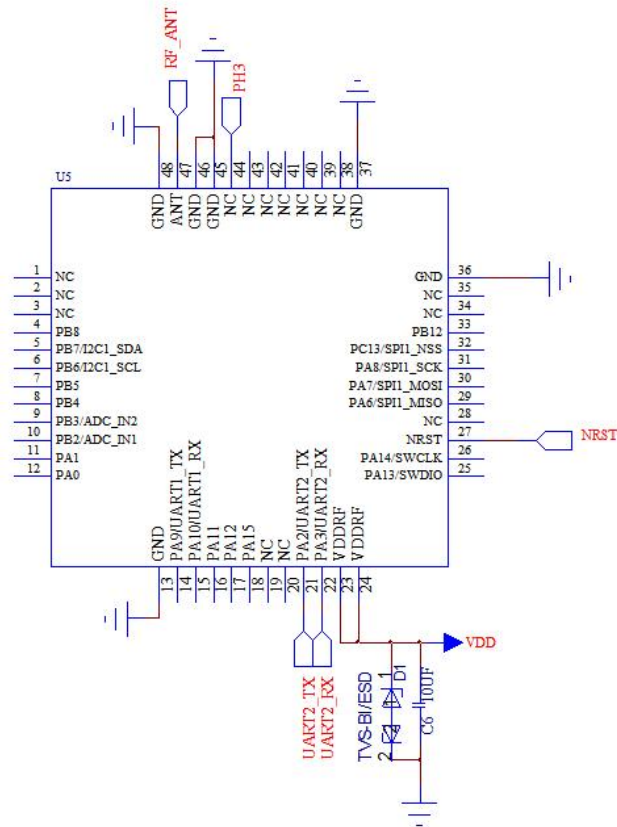 RF_ANT
PH3
U5
48 47 46 45 44 43 42 41 40 39 38 37
GND ANT GND GND NC NC NC NC NC NC NC GND
1 NC
2 NC
3 NC
4 PB8
5 PB7/I2C1_SDA
6 PB6/I2C1_SCL
7 PB5
8 PB4
9 PB3/ADC_IN2
10 PB2/ADC_IN1
11 PA1
12 PA0
GND 36
NC 35
NC 34
PB12 33
PC13/SPI1_NSS 32
PA8/SPI1_SCK 31
PA7/SPI1_MOSI 30
PA6/SPI1_MISO 29
NC 28
NRST 27
NRST
PA14/SWCLK 26
PA13/SWDIO 25
GND PA9/UART1_TX PA10/UART1_RX PA11 PA12 PA15 NC NC PA2/UART2_TX PA3/UART2_RX VDDRF VDDRF
13 14 15 16 17 18 19 20 21 22 23 24
UART2_TX
UART2_RX
VDD
TVS-BI/ESD
2 1
D1
C6 10UF